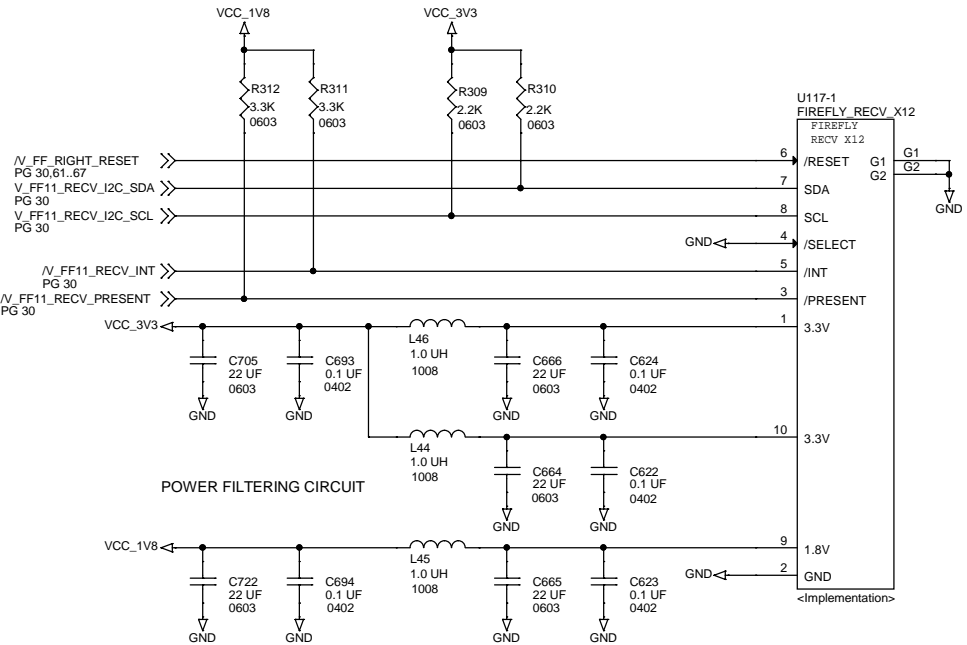 VCC_1V8
VCC_3V3
R312
3.3K
0603
R311
3.3K
0603
R309
2.2K
0603
R310
2.2K
0603
U117-1
FIREFLY_RECV_X12
FIREFLY
RECV X12
/V_FF_RIGHT_RESET
PG 30,61..67
6
/RESET
G1
G1
G2
G2
GND
V_FF11_RECV_I2C_SDA
PG 30
7
SDA
V_FF11_RECV_I2C_SCL
PG 30
8
SCL
GND
4
/SELECT
/V_FF11_RECV_INT
PG 30
5
/INT
/V_FF11_RECV_PRESENT
PG 30
3
/PRESENT
VCC_3V3
1
3.3V
L46
1.0 UH
1008
C705
22 UF
0603
GND
C693
0.1 UF
0402
GND
C666
22 UF
0603
GND
C624
0.1 UF
0402
GND
10
3.3V
L44
1.0 UH
1008
C664
22 UF
0603
GND
C622
0.1 UF
0402
GND
POWER FILTERING CIRCUIT
VCC_1V8
9
1.8V
L45
1.0 UH
1008
GND
2
GND
C722
22 UF
0603
GND
C694
0.1 UF
0402
GND
C665
22 UF
0603
GND
C623
0.1 UF
0402
GND
<Implementation>